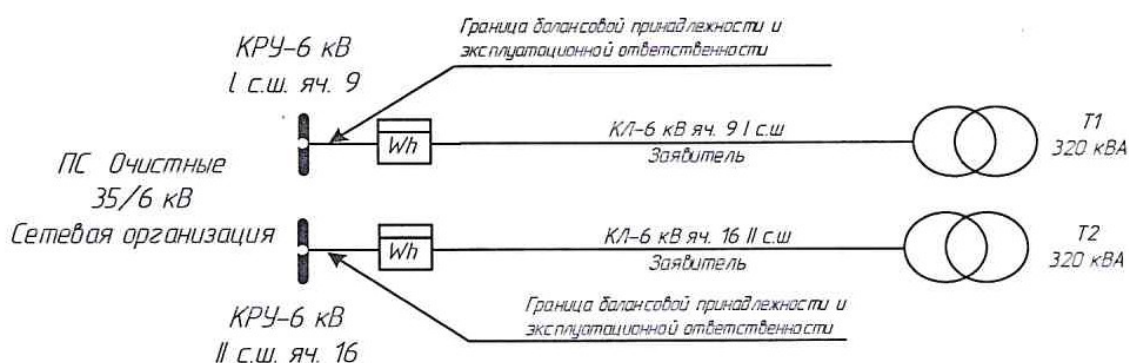 Граница балансовой принадлежности и
эксплуатационной ответственности
КРУ-6 кВ
I с.ш. яч. 9
Wh
КЛ-6 кВ яч. 9 I с.ш
Заявитель
Т1
320 кВА
ПС Очистные
35/6 кВ
Сетевая организация
Wh
КЛ-6 кВ яч. 16 II с.ш
Заявитель
Т2
320 кВА
КРУ-6 кВ
II с.ш. яч. 16
Граница балансовой принадлежности и
эксплуатационной ответственности